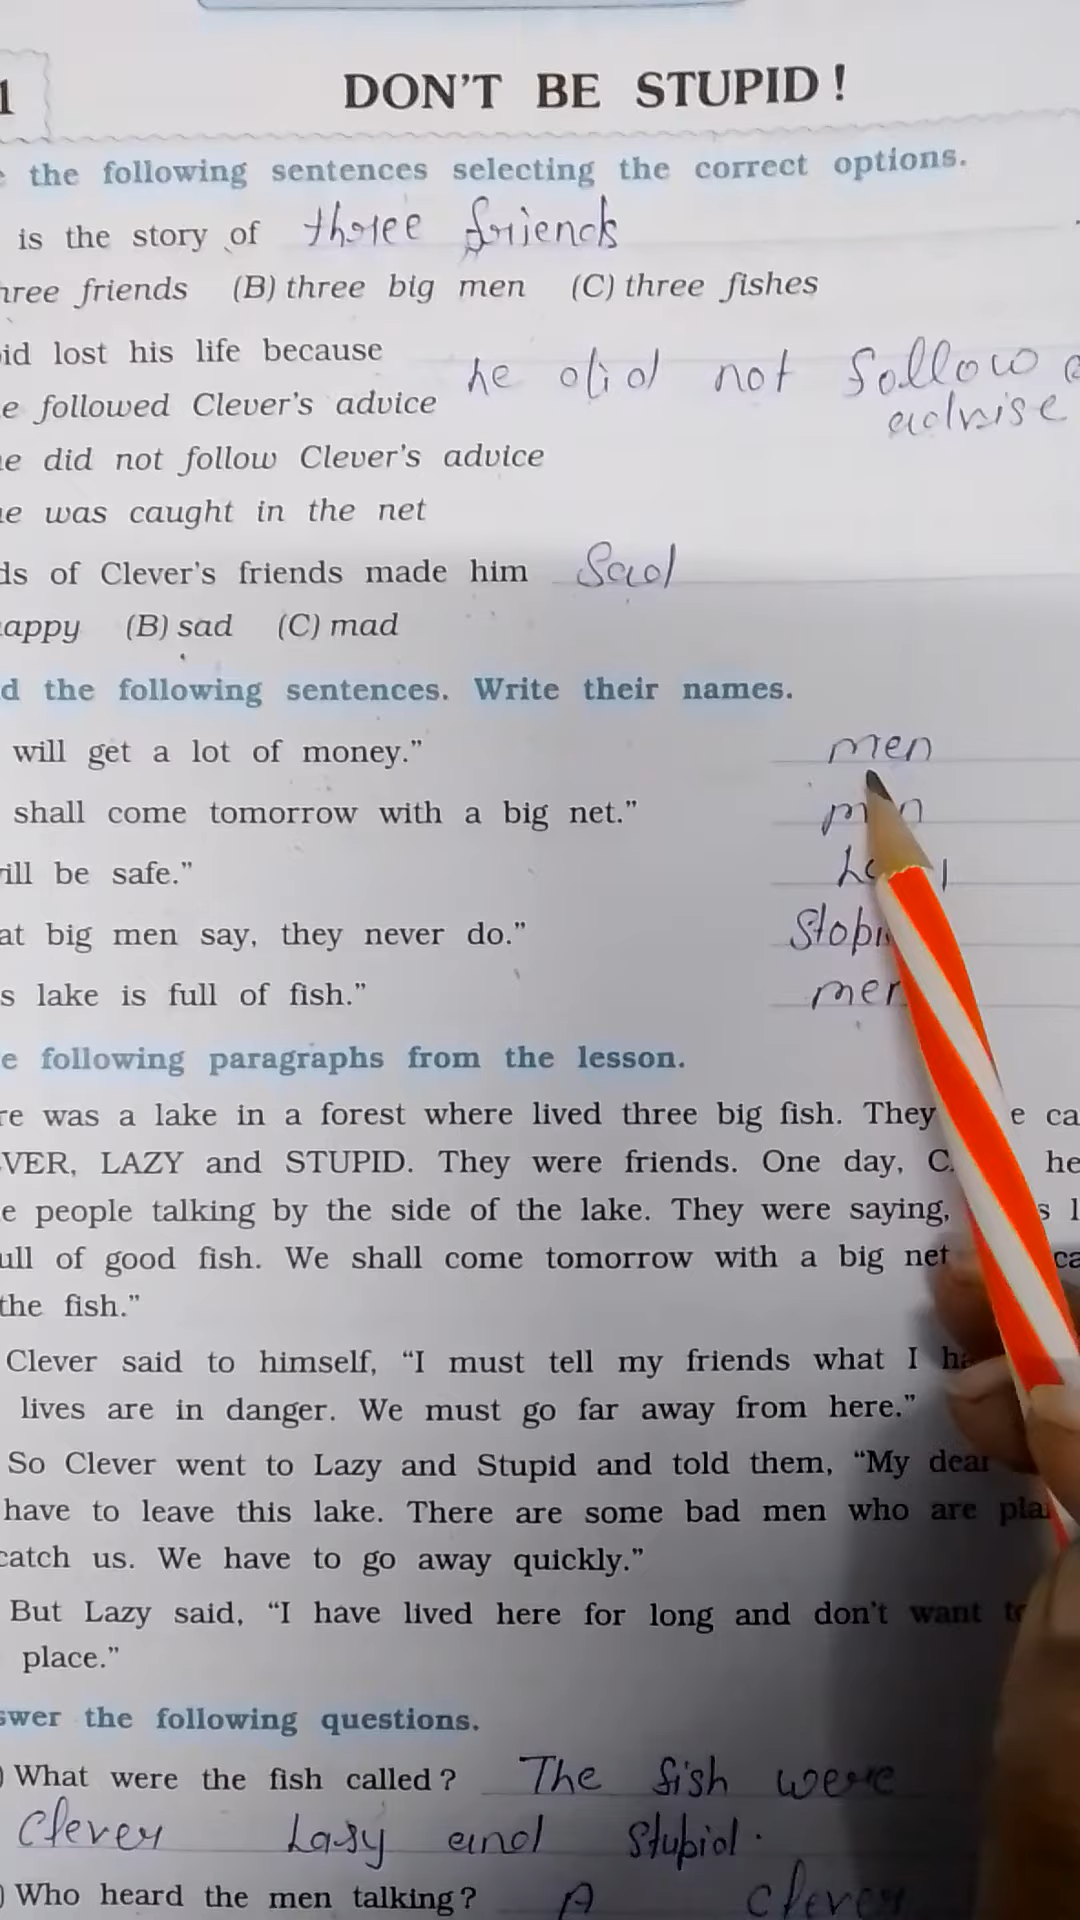 1 DON'T BE STUPID!
the following sentences selecting the correct options.
is the story of three friends
hree friends (B) three big men (C) three fishes
id lost his life because he did not follow
e followed Clever's advice advise
e did not follow Clever's advice
e was caught in the net
ds of Clever's friends made him Sad
appy (B) sad (C) mad
d the following sentences. Write their names.
will get a lot of money." men
shall come tomorrow with a big net."
ill be safe."
at big men say, they never do."
s lake is full of fish."
e following paragraphs from the lesson.
re was a lake in a forest where lived three big fish. They e ca
VER, LAZY and STUPID. They were friends. One day, C he
e people talking by the side of the lake. They were saying, s l
ull of good fish. We shall come tomorrow with a big net ca
the fish."
Clever said to himself, "I must tell my friends what I ha
lives are in danger. We must go far away from here."
So Clever went to Lazy and Stupid and told them, "My dear
have to leave this lake. There are some bad men who are pla
catch us. We have to go away quickly."
But Lazy said, "I have lived here for long and don't want to
place."
swer the following questions.
) What were the fish called? The fish were
Clever Lasy and Stupid.
) Who heard the men talking? A Clever